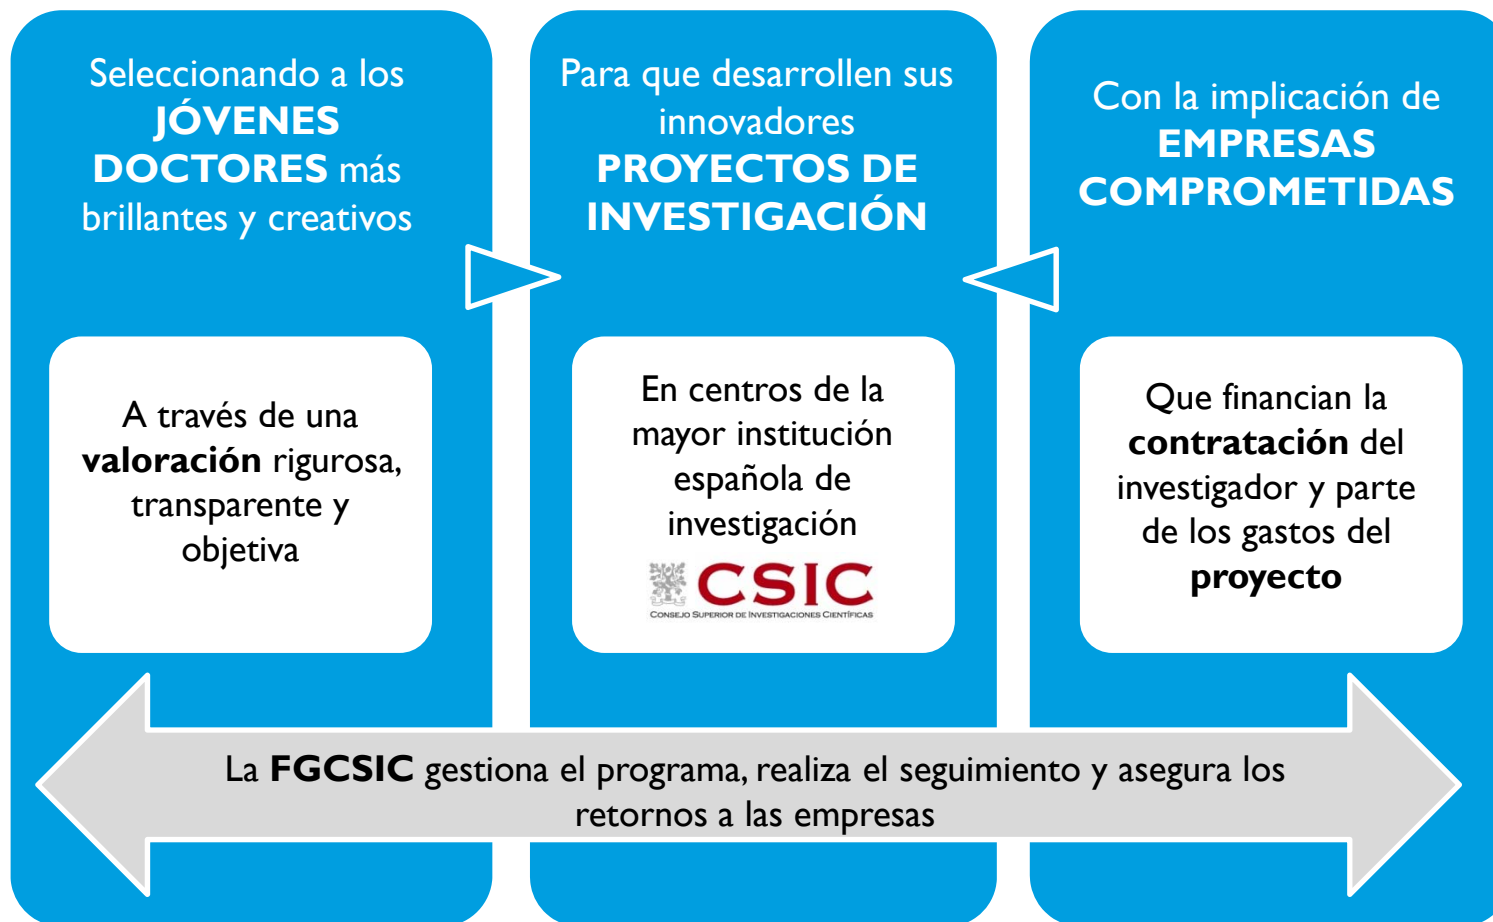 Seleccionando a los
JÓVENES
DOCTORES más
brillantes y creativos
A través de una
valoración rigurosa,
transparente y
objetiva
Para que desarrollen sus
innovadores
PROYECTOS DE
INVESTIGACIÓN
En centros de la
mayor institución
española de
investigación
CSIC
CONSEJO SUPERIOR DE INVESTIGACIONES CIENTÍFICAS
Con la implicación de
EMPRESAS
COMPROMETIDAS
Que financian la
contratación del
investigador y parte
de los gastos del
proyecto
La FGCSIC gestiona el programa, realiza el seguimiento y asegura los
retornos a las empresas